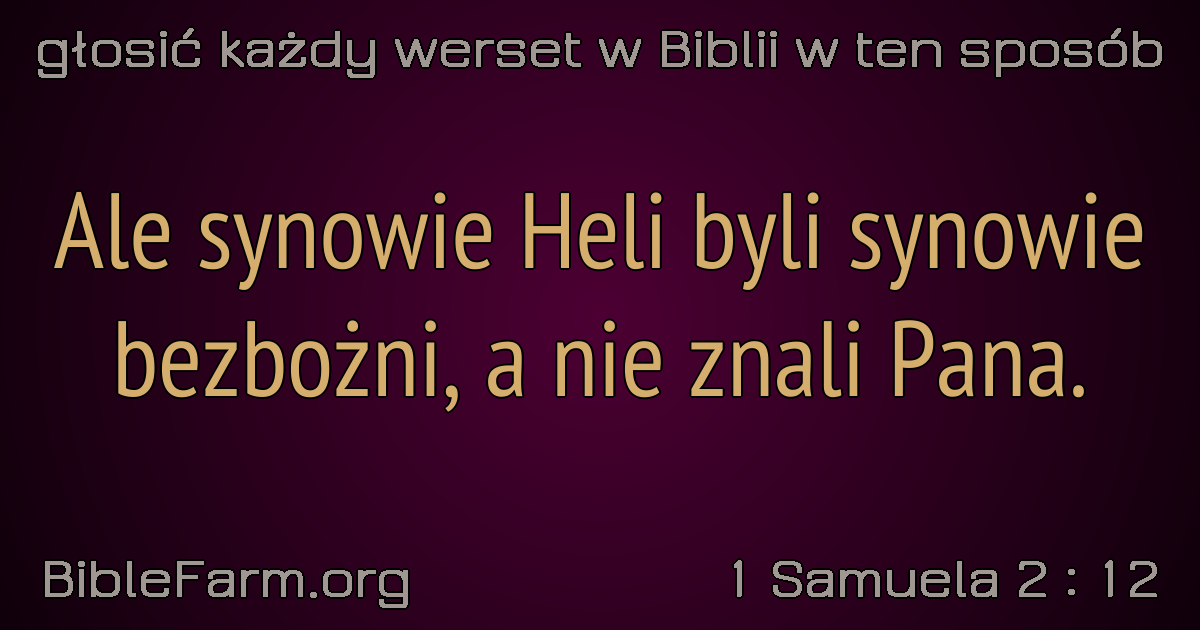 głosić każdy werset w Biblii w ten sposób
Ale synowie Heli byli synowie
bezbożni, a nie znali Pana.
BibleFarm.org
1 Samuela 2 : 12